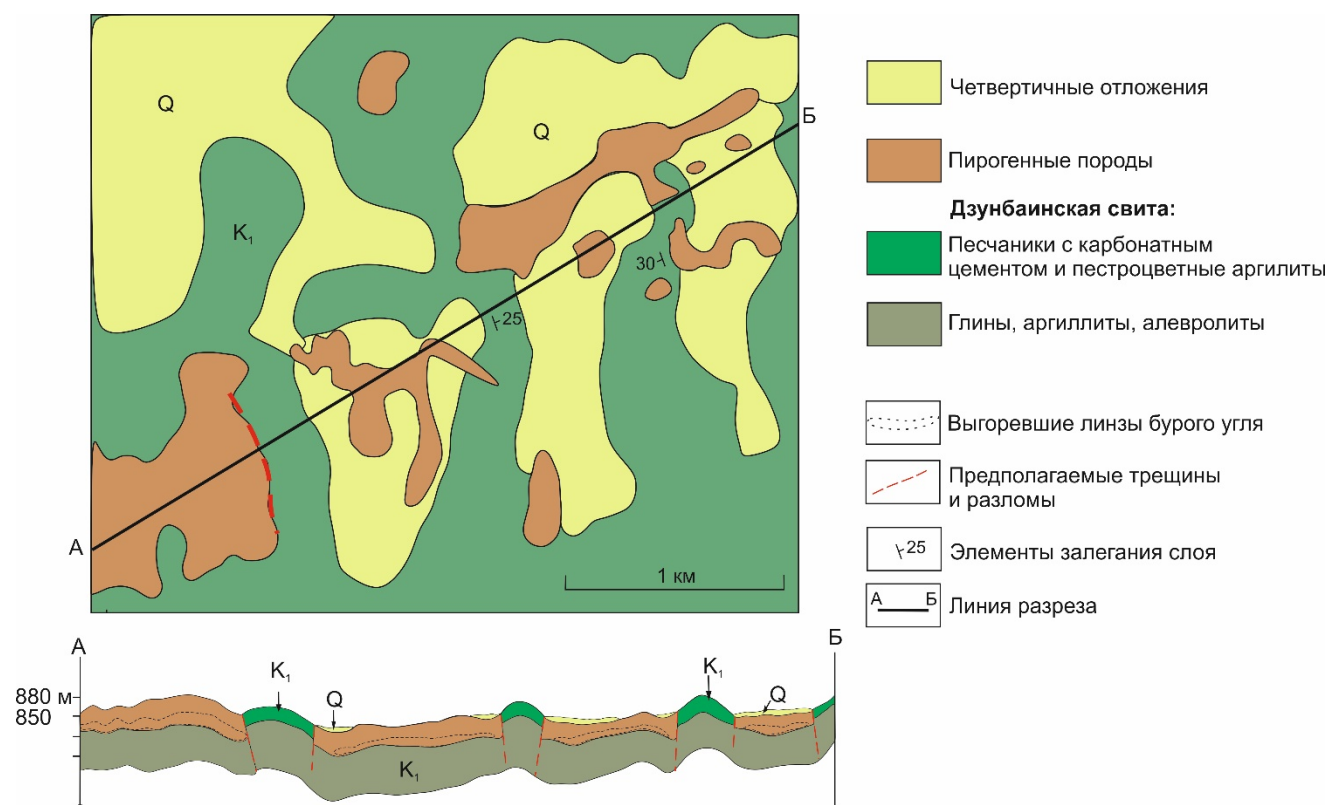 Q
Q
Б
K₁
30
25
А
1 км
Четвертичные отложения
Пирогенные породы
Дзунбаинская свита:
Песчаники с карбонатным
цементом и пестроцветные аргилиты
Глины, аргиллиты, алевролиты
Выгоревшие линзы бурого угля
Предполагаемые трещины
и разломы
25
Элементы залегания слоя
А Б
Линия разреза
А
Б
K₁
Q
K₁
Q
880 м
850
K₁